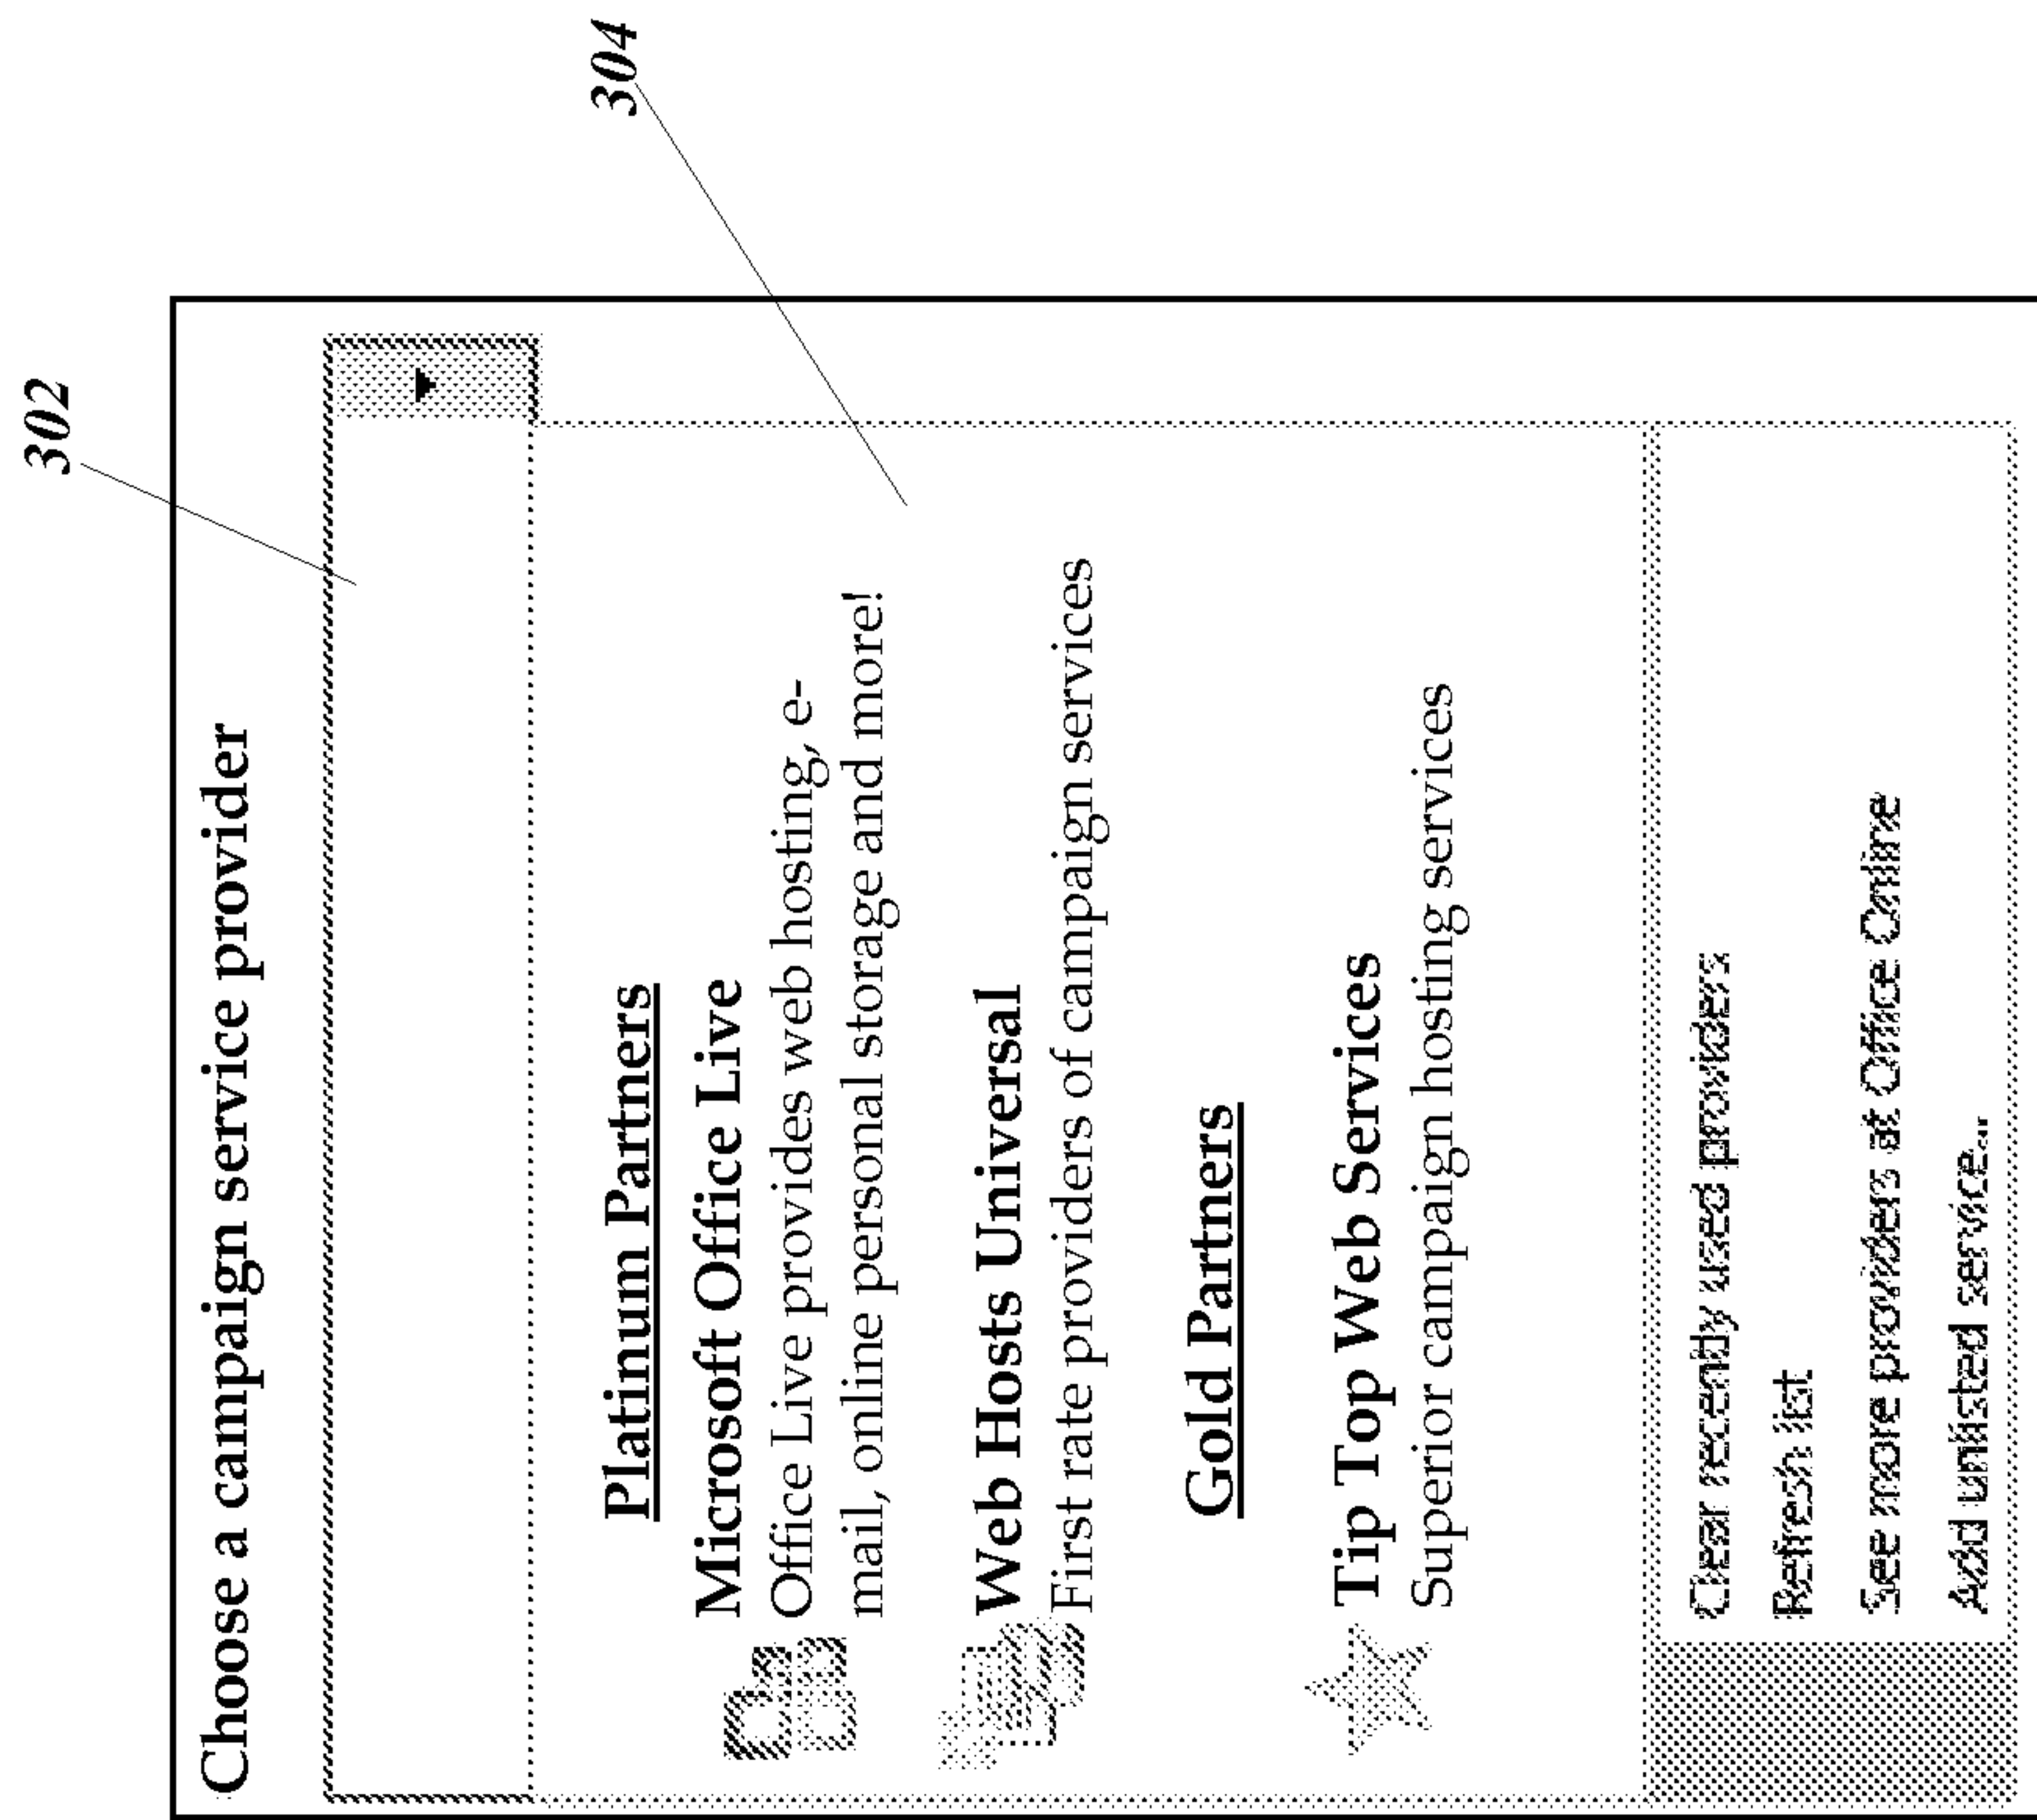 302
304
Choose a campaign service provider
Platinum Partners
Microsoft Office Live
Office Live provides web hosting, e-
mail, online personal storage and more!
Web Hosts Universal
First rate providers of campaign services
Gold Partners
Tip Top Web Services
Superior campaign hosting services
Clear recently used providers
Refresh list
See more providers at Office Online
Add unlisted service...